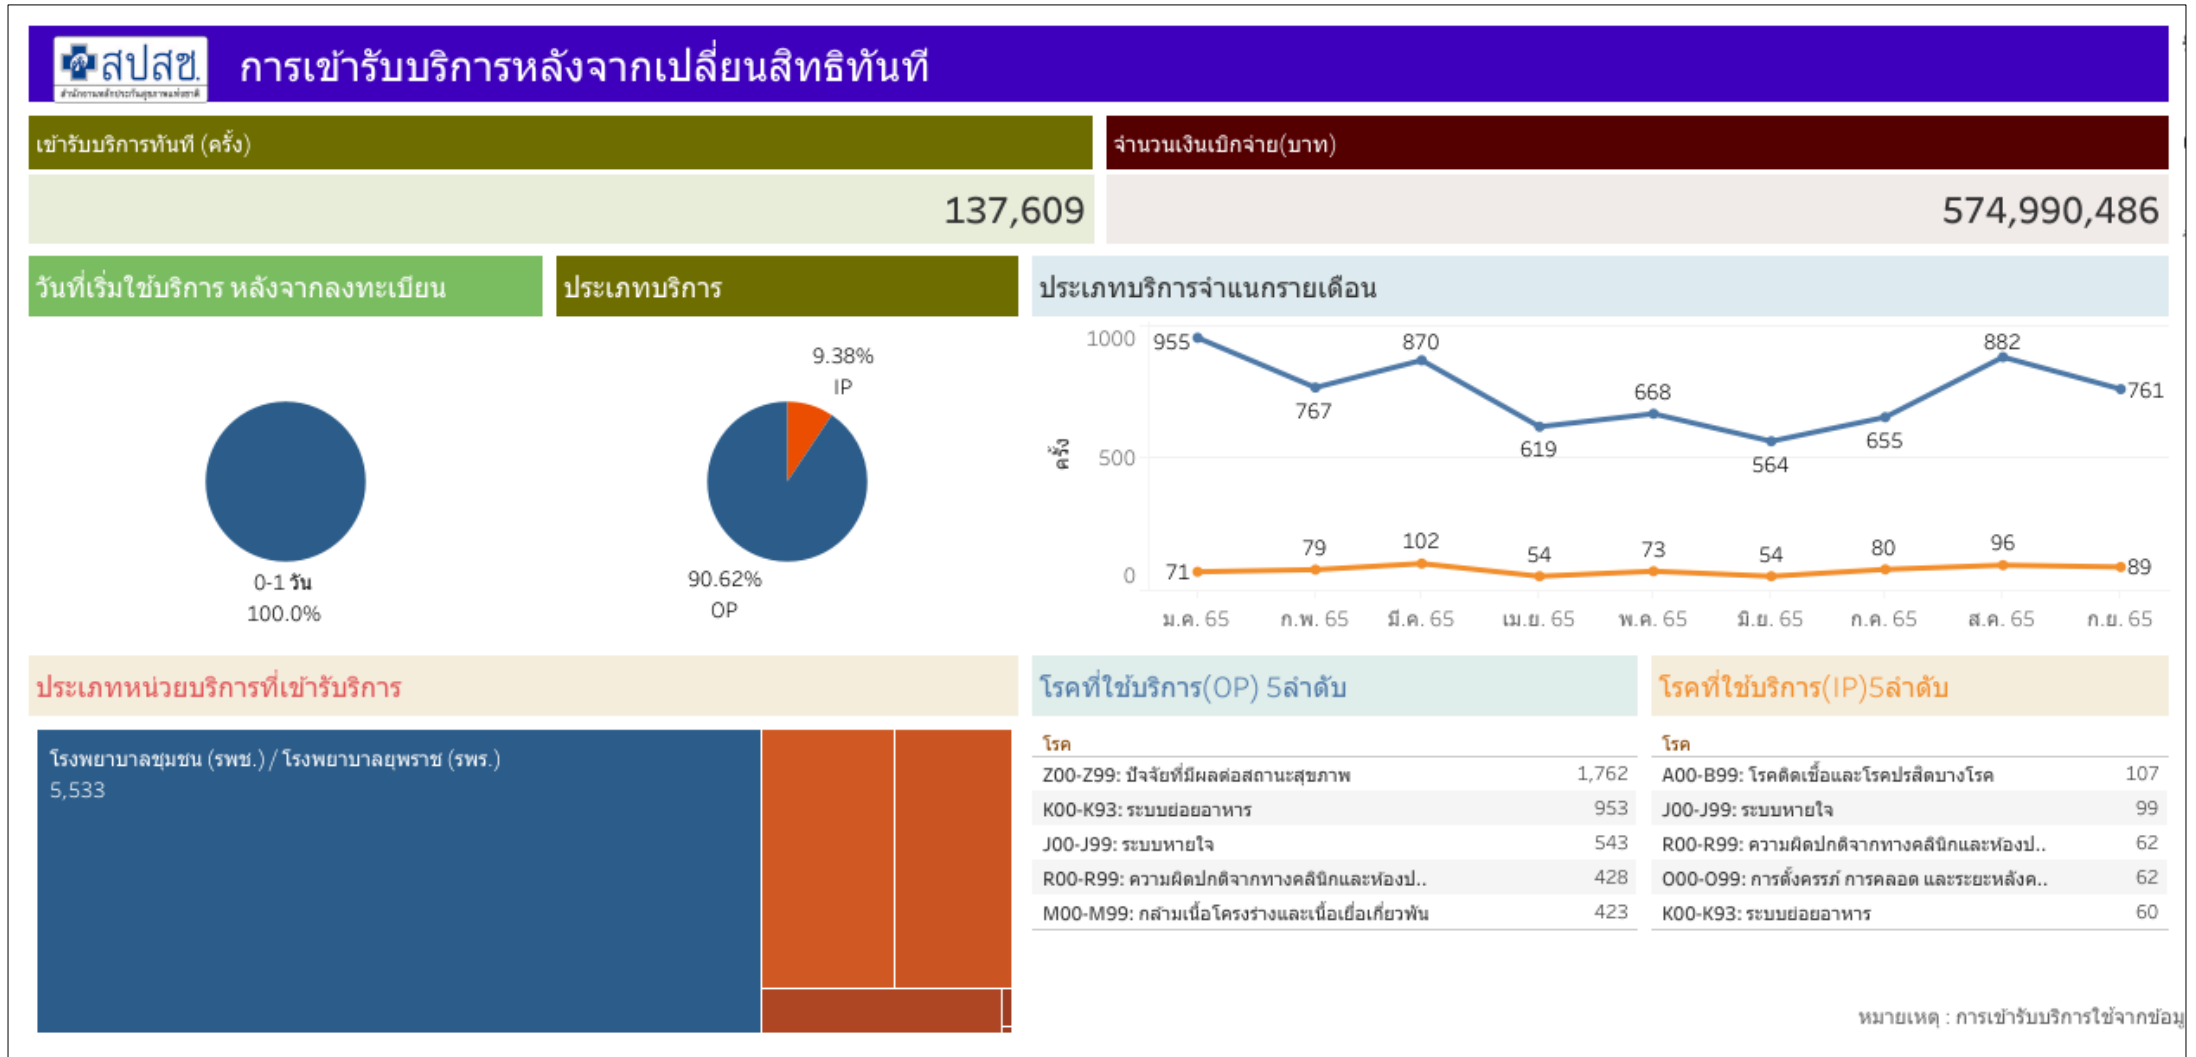 สปสช.
สำนักงานหลักประกันสุขภาพแห่งชาติ
การเข้ารับบริการหลังจากเปลี่ยนสิทธิทันที
เข้ารับบริการทันที (ครั้ง)
137,609
จำนวนเงินเบิกจ่าย(บาท)
574,990,486
วันที่เริ่มใช้บริการ หลังจากลงทะเบียน
0-1 วัน
100.0%
ประเภทบริการ
9.38%
IP
90.62%
OP
ประเภทบริการจำแนกรายเดือน
ครั้ง
1000
500
0
955 767 870 619 668 564 655 882 761
71 79 102 54 73 54 80 96 89
ม.ค. 65 ก.พ. 65 มี.ค. 65 เม.ย. 65 พ.ค. 65 มิ.ย. 65 ก.ค. 65 ส.ค. 65 ก.ย. 65
ประเภทหน่วยบริการที่เข้ารับริการ
โรงพยาบาลชุมชน (รพช.) / โรงพยาบาลยุพราช (รพร.)
5,533
โรคที่ใช้บริการ(OP) 5ลำดับ
โรค
Z00-Z99: ปัจจัยที่มีผลต่อสถานะสุขภาพ 1,762
K00-K93: ระบบย่อยอาหาร 953
J00-J99: ระบบหายใจ 543
R00-R99: ความผิดปกติจากทางคลินิกและห้องป.. 428
M00-M99: กล้ามเนื้อโครงร่างและเนื้อเยื่อเกี่ยวพัน 423
โรคที่ใช้บริการ(IP)5ลำดับ
โรค
A00-B99: โรคติดเชื้อและโรคปรสิตบางโรค 107
J00-J99: ระบบหายใจ 99
R00-R99: ความผิดปกติจากทางคลินิกและห้องป.. 62
O00-O99: การตั้งครรภ์ การคลอด และระยะหลังค.. 62
K00-K93: ระบบย่อยอาหาร 60
หมายเหตุ : การเข้ารับบริการใช้จากข้อมู